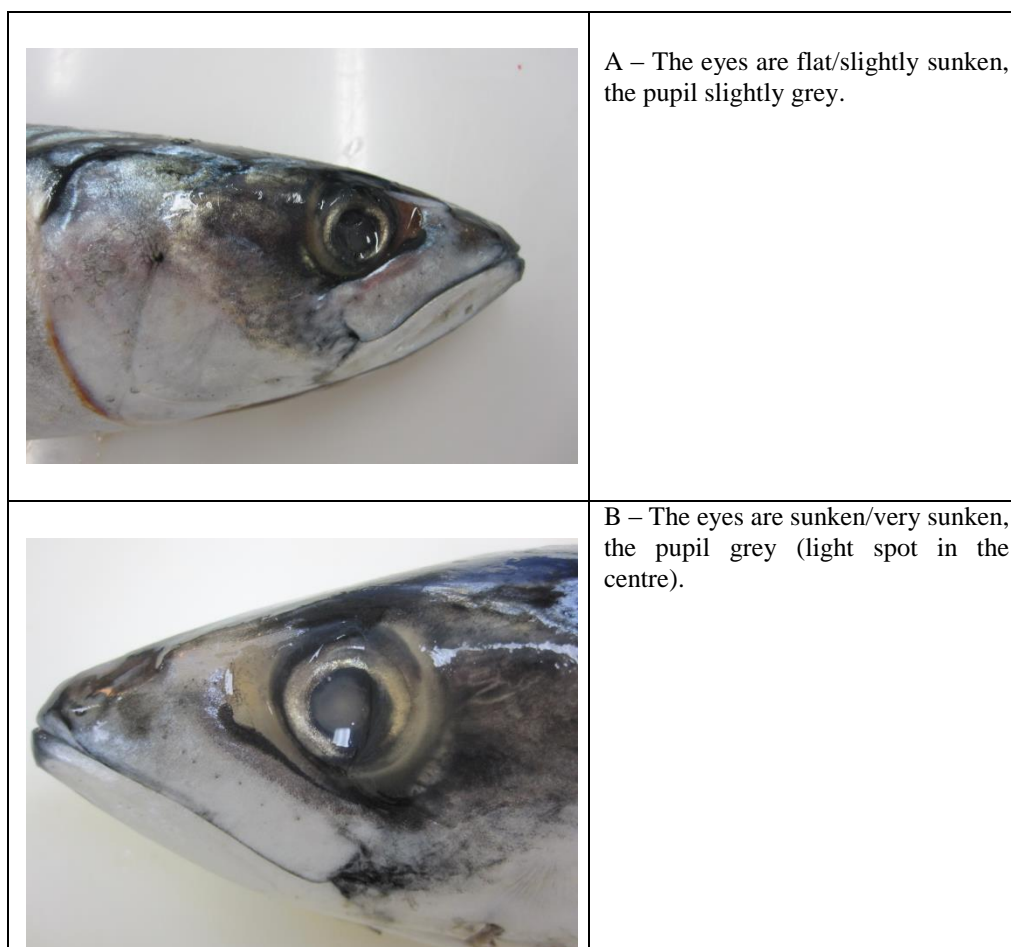 A – The eyes are flat/slightly sunken,
the pupil slightly grey.
B – The eyes are sunken/very sunken,
the pupil grey (light spot in the
centre).